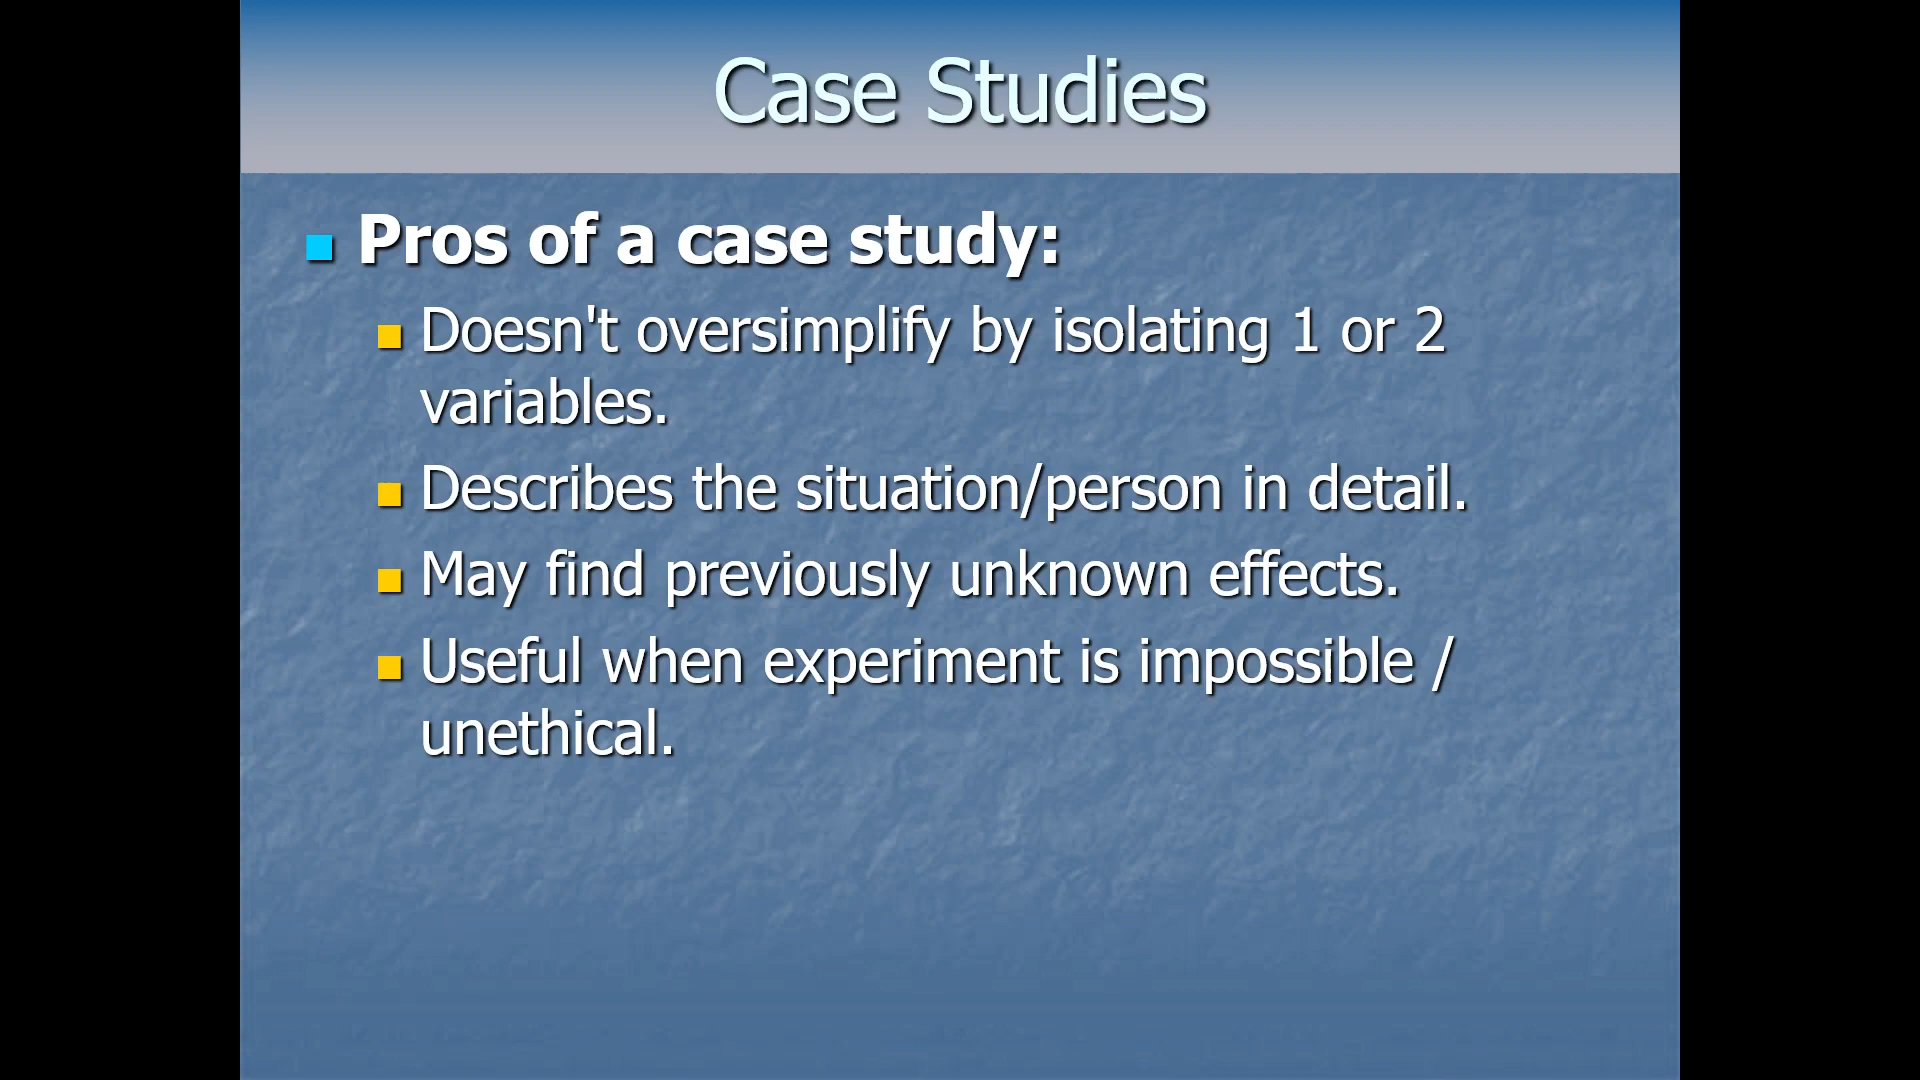 Case Studies
Pros of a case study:
Doesn't oversimplify by isolating 1 or 2
variables.
Describes the situation/person in detail.
May find previously unknown effects.
Useful when experiment is impossible /
unethical.